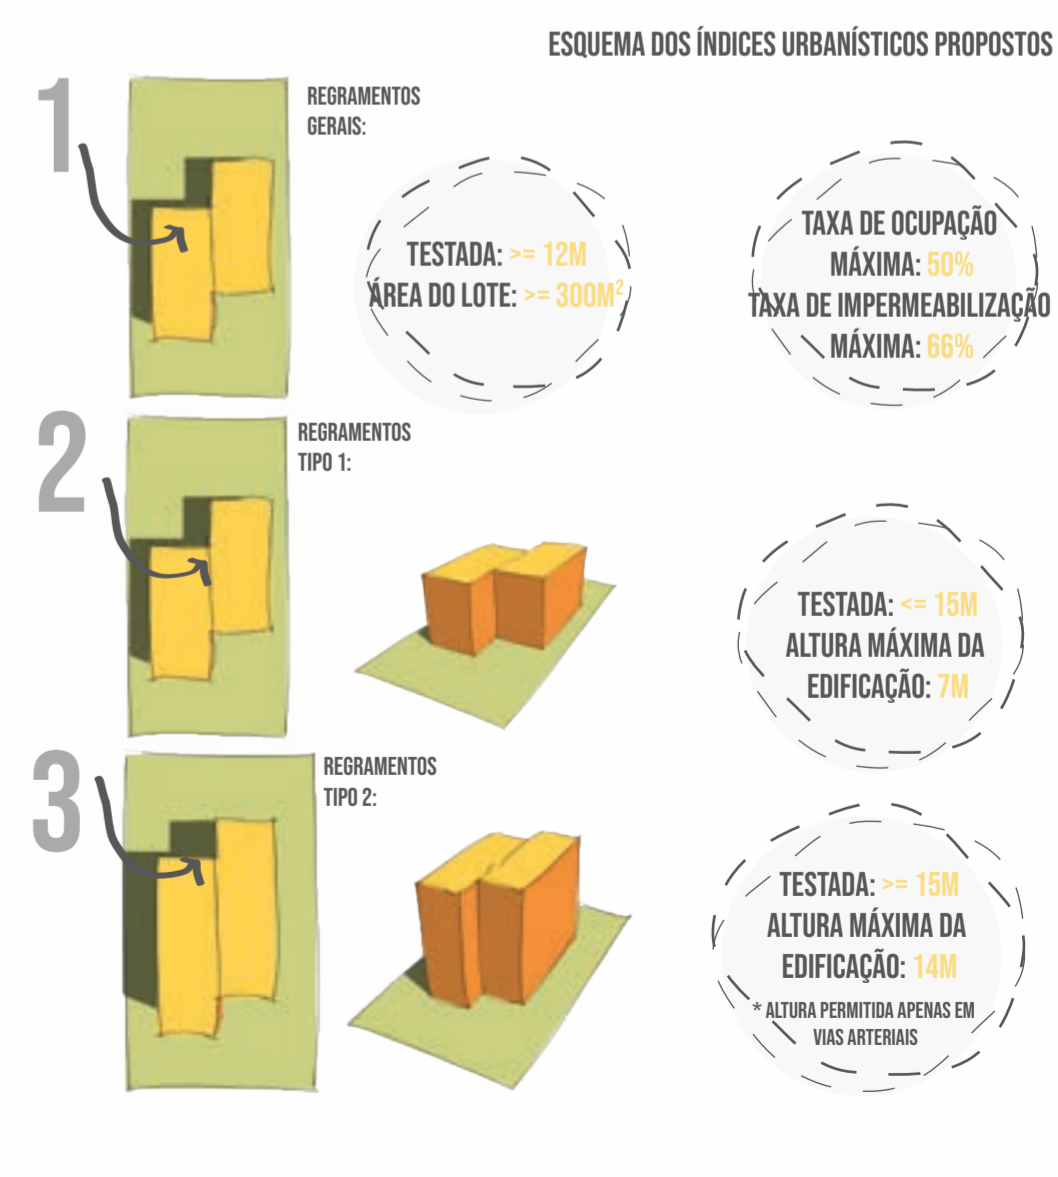 ESQUEMA DOS ÍNDICES URBANÍSTICOS PROPOSTOS
1
REGRAMENTOS
GERAIS:
TESTADA: >= 12M
ÁREA DO LOTE: >= 300M²
TAXA DE OCUPAÇÃO
MÁXIMA: 50%
TAXA DE IMPERMEABILIZAÇÃO
MÁXIMA: 66%
2
REGRAMENTOS
TIPO 1:
TESTADA: <= 15M
ALTURA MÁXIMA DA
EDIFICAÇÃO: 7M
3
REGRAMENTOS
TIPO 2:
TESTADA: >= 15M
ALTURA MÁXIMA DA
EDIFICAÇÃO: 14M
* ALTURA PERMITIDA APENAS EM
VIAS ARTERIAIS